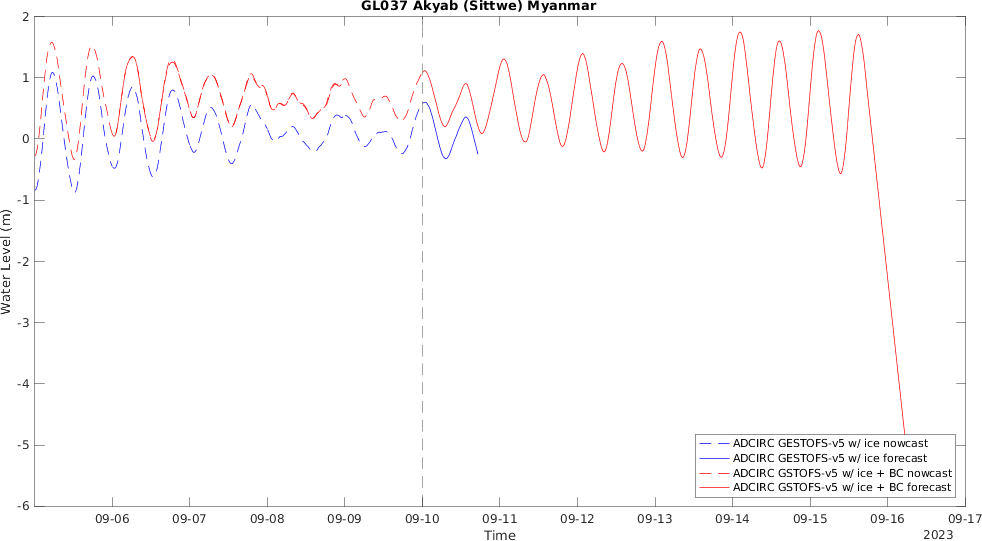 GL037 Akyab (Sittwe) Myanmar
2
1
0
-1
-2
-3
-4
-5
-6
Water Level (m)
ADCIRC GESTOFS-v5 w/ ice nowcast
ADCIRC GESTOFS-v5 w/ ice forecast
ADCIRC GSTOFS-v5 w/ ice + BC nowcast
ADCIRC GSTOFS-v5 w/ ice + BC forecast
09-06 09-07 09-08 09-09 09-10 09-11 09-12 09-13 09-14 09-15 09-16 09-17
Time
2023